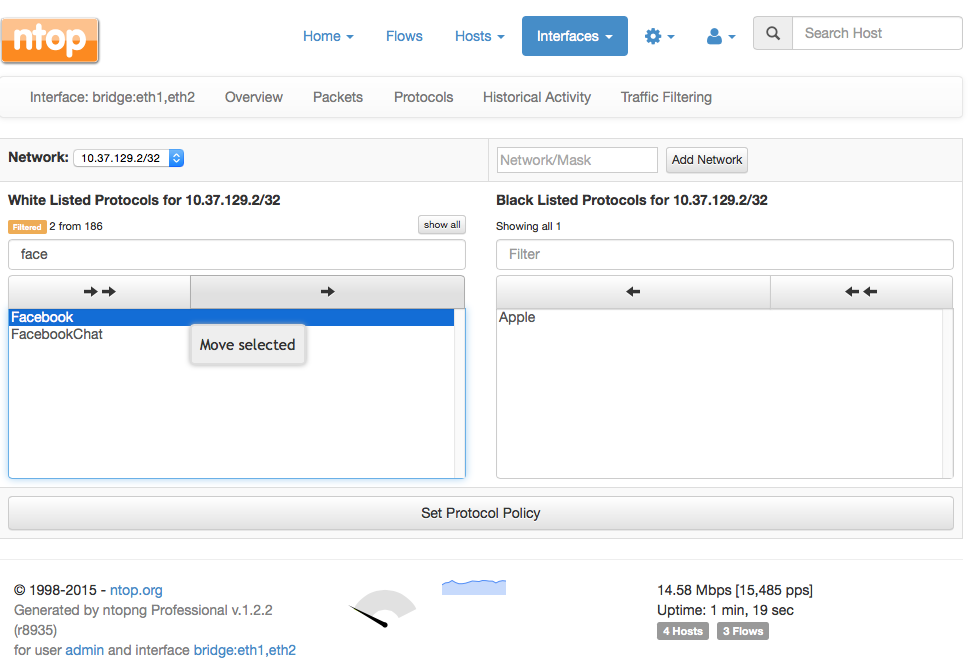 ntop
Home Flows Hosts Interfaces Search Host
Interface: bridge:eth1,eth2 Overview Packets Protocols Historical Activity Traffic Filtering
Network: 10.37.129.2/32 Network/Mask Add Network
White Listed Protocols for 10.37.129.2/32
Filtered 2 from 186 show all
face
Facebook
FacebookChat
Move selected
Black Listed Protocols for 10.37.129.2/32
Showing all 1
Filter
Apple
Set Protocol Policy
© 1998-2015 - ntop.org
Generated by ntopng Professional v.1.2.2
(r8935)
for user admin and interface bridge:eth1,eth2
14.58 Mbps [15,485 pps]
Uptime: 1 min, 19 sec
4 Hosts 3 Flows